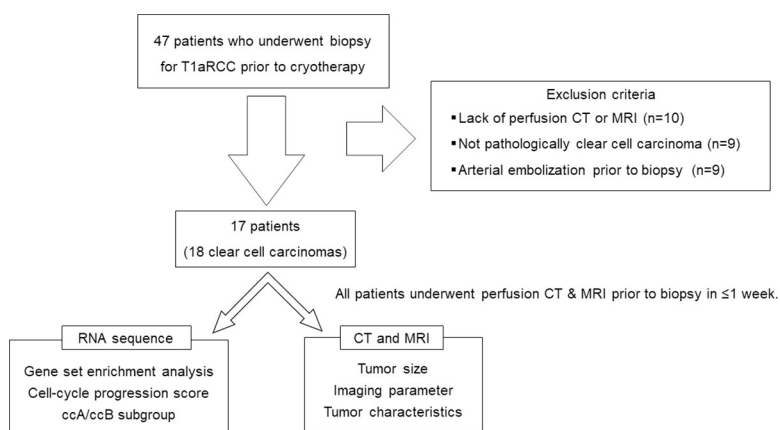 47 patients who underwent biopsy
for T1aRCC prior to cryotherapy
Exclusion criteria
▪Lack of perfusion CT or MRI (n=10)
▪Not pathologically clear cell carcinoma (n=9)
▪Arterial embolization prior to biopsy (n=9)
17 patients
(18 clear cell carcinomas)
All patients underwent perfusion CT & MRI prior to biopsy in ≤1 week.
RNA sequence
Gene set enrichment analysis
Cell-cycle progression score
ccA/ccB subgroup
CT and MRI
Tumor size
Imaging parameter
Tumor characteristics